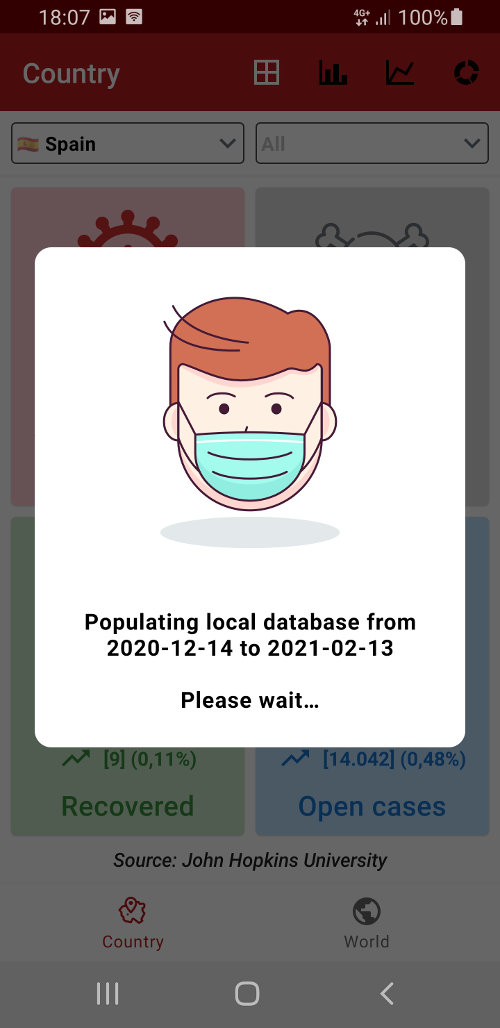 18:07 4G+ 100%
Country
🇪🇸 Spain
All
Populating local database from
2020-12-14 to 2021-02-13
Please wait…
[9] (0,11%)
[14.042] (0,48%)
Recovered
Open cases
Source: John Hopkins University
Country
World